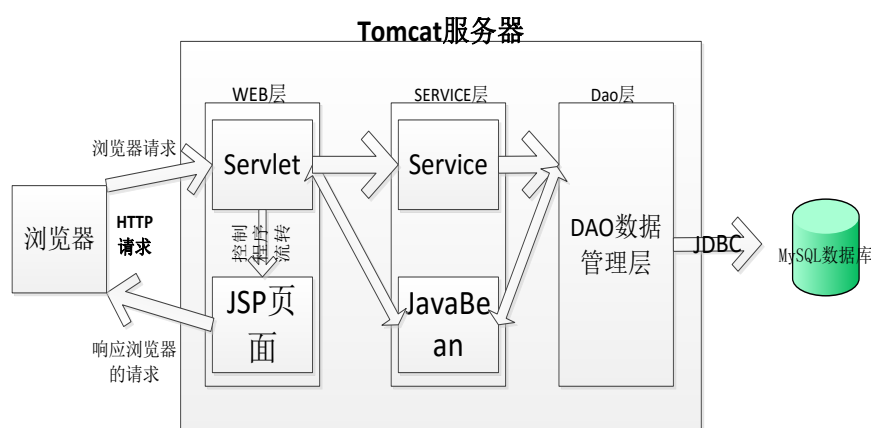 Tomcat服务器
WEB层
SERVICE层
Dao层
浏览器请求
Servlet
Service
浏览器
HTTP
请求
控制
程序
流转
DAO数据
管理层
JDBC
MySQL数据库
JSP页
面
JavaBe
an
响应浏览器
的请求